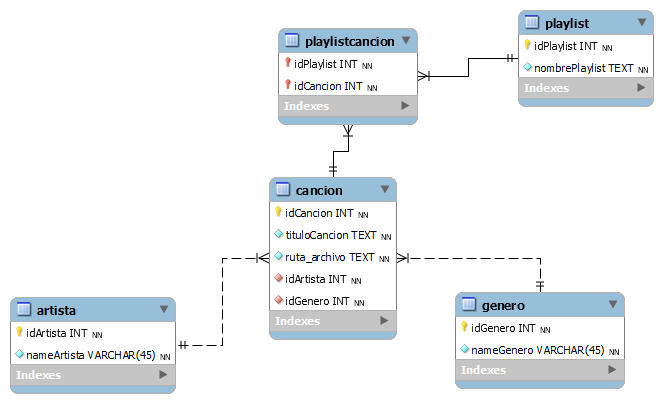 playlistcancion
idPlaylist INT NN
idCancion INT NN
Indexes
playlist
idPlaylist INT NN
nombrePlaylist TEXT NN
Indexes
cancion
idCancion INT NN
tituloCancion TEXT NN
ruta_archivo TEXT NN
idArtista INT NN
idGenero INT NN
Indexes
artista
idArtista INT NN
nameArtista VARCHAR(45) NN
Indexes
genero
idGenero INT NN
nameGenero VARCHAR(45) NN
Indexes